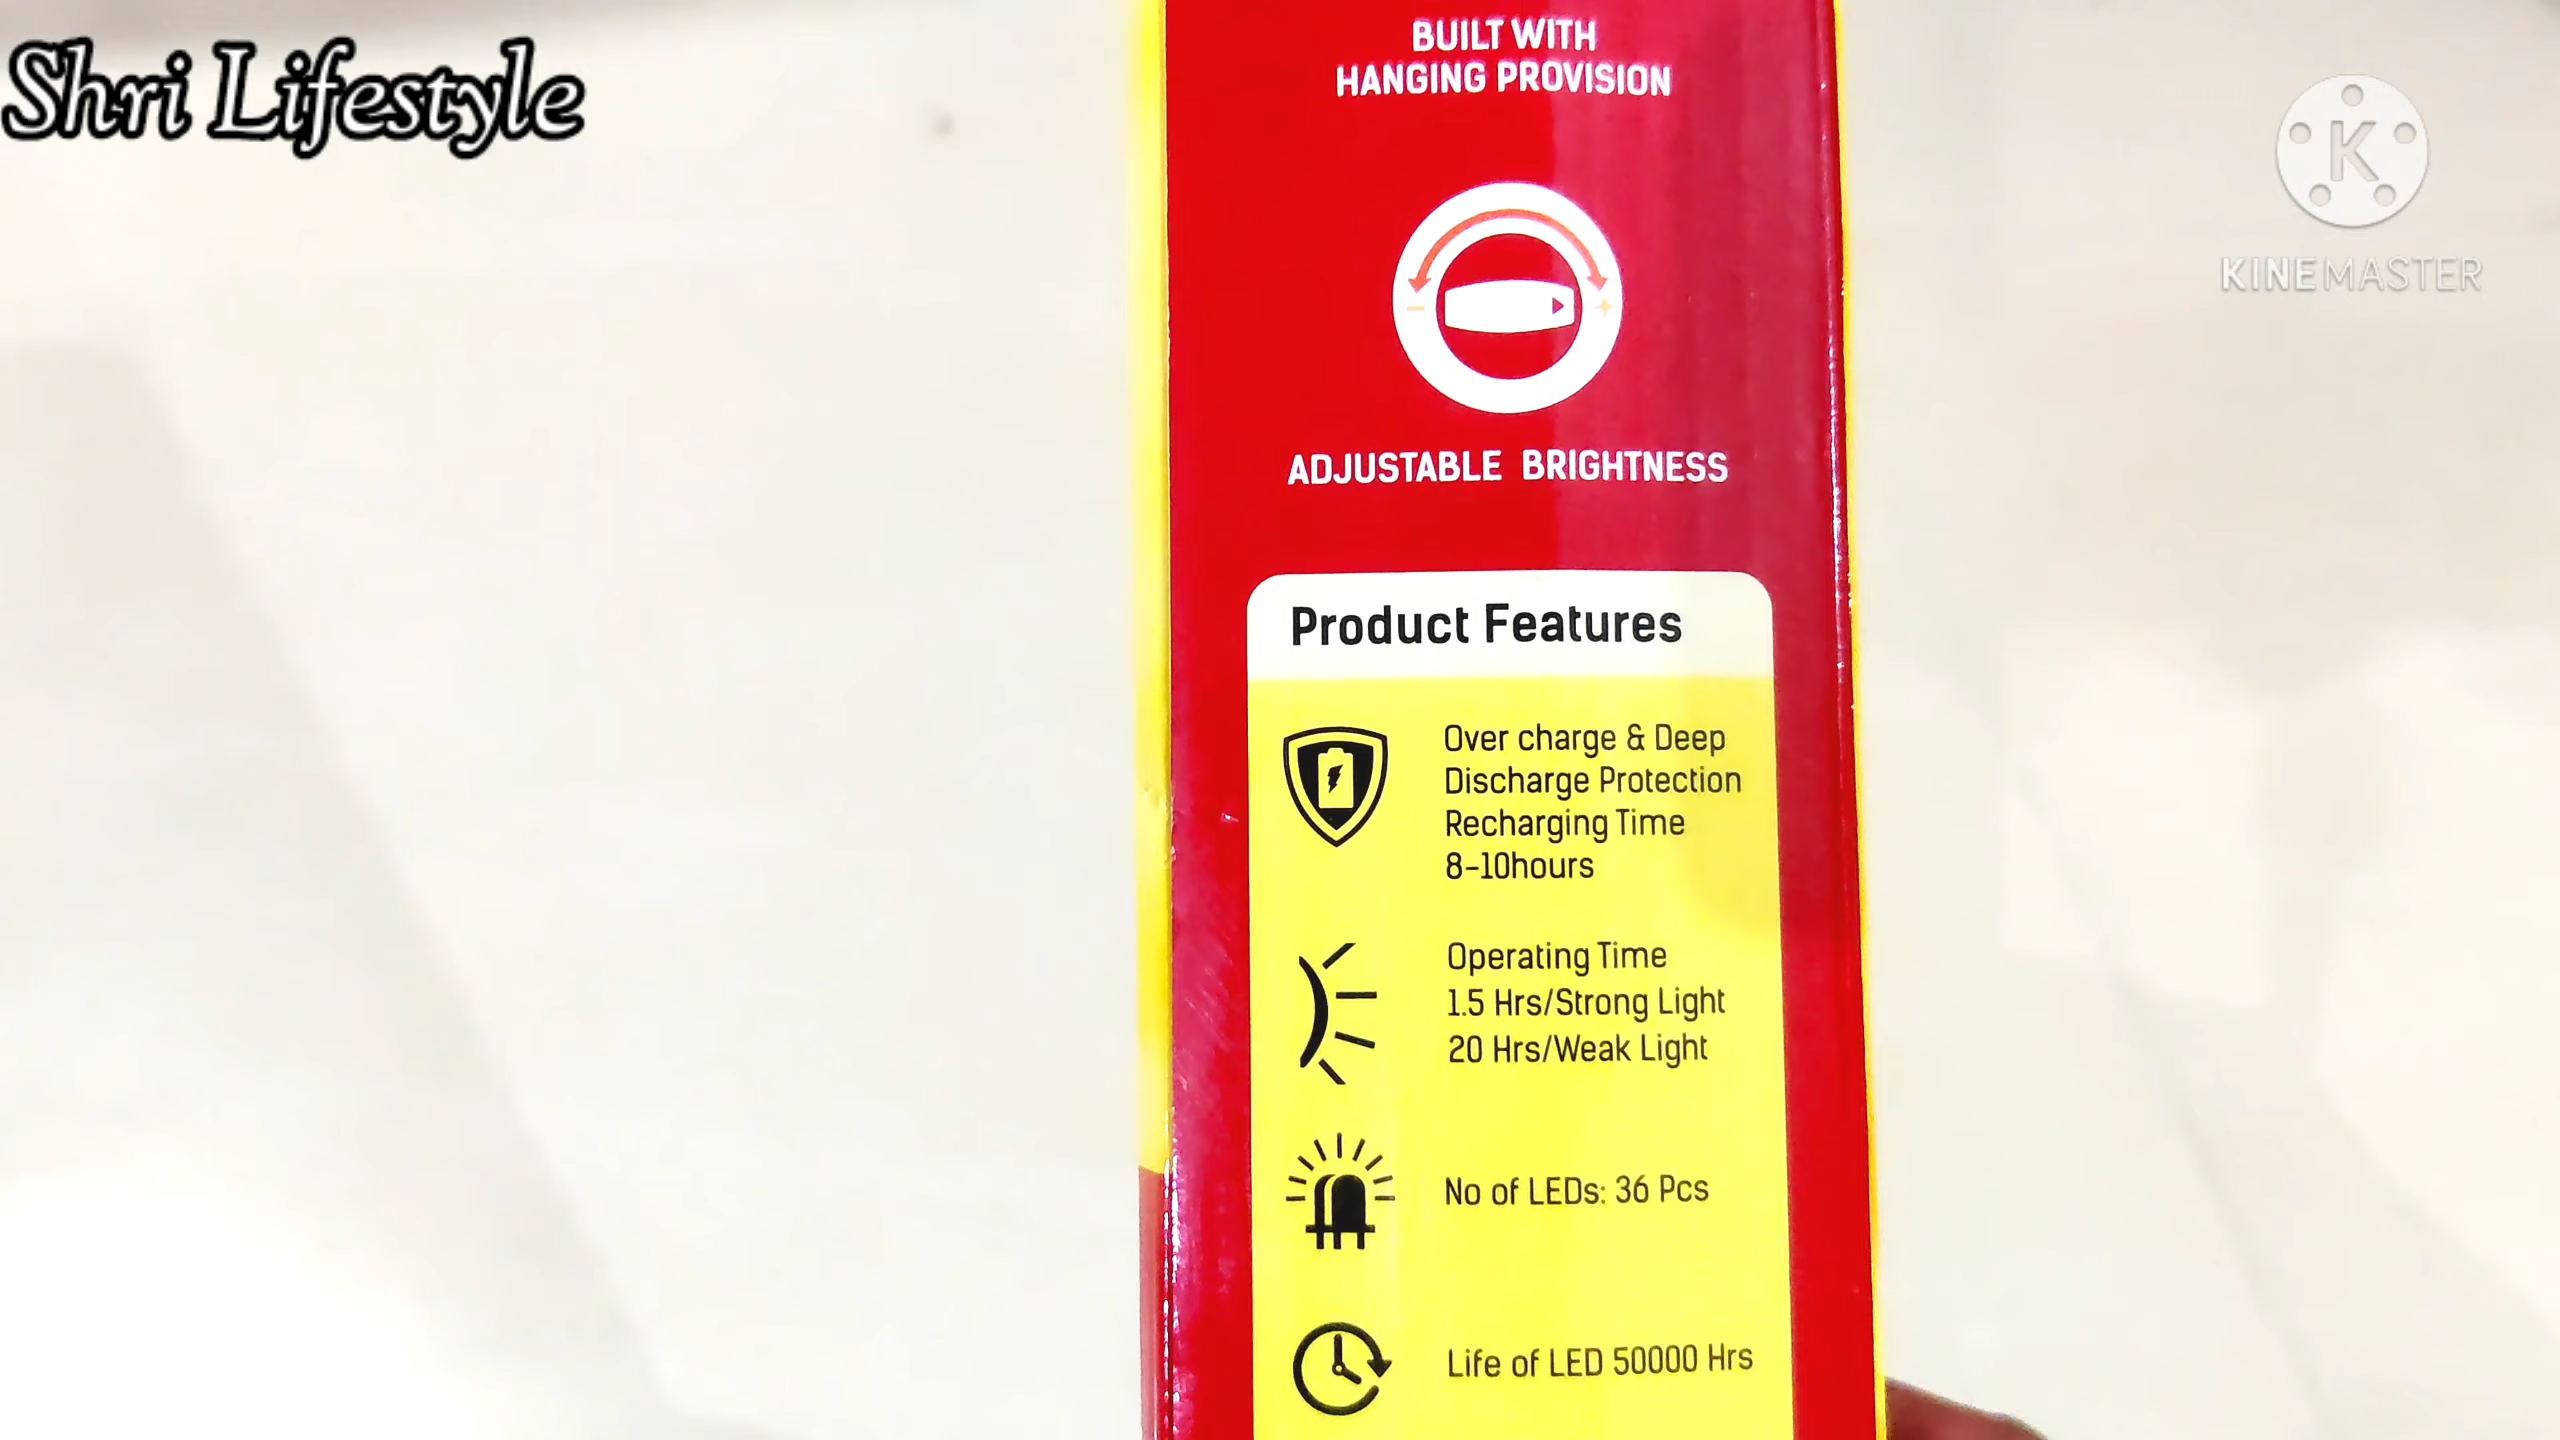 Shri Lifestyle
K
KINEMASTER
BUILT WITH
HANGING PROVISION
- +
ADJUSTABLE BRIGHTNESS
Product Features
Over charge & Deep
Discharge Protection
Recharging Time
8-10hours
Operating Time
1.5 Hrs/Strong Light
20 Hrs/Weak Light
No of LEDs: 36 Pcs
Life of LED 50000 Hrs